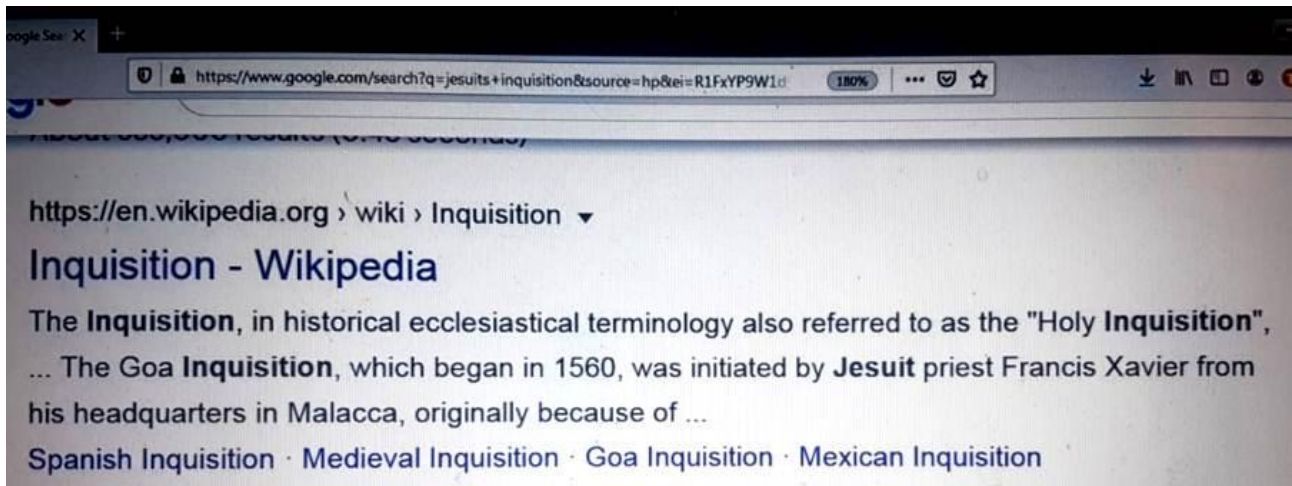 https://www.google.com/search?q=jesuits+inquisition&source=hp&ei=R1FxYP9W1d
180%
https://en.wikipedia.org › wiki › Inquisition
Inquisition - Wikipedia
The Inquisition, in historical ecclesiastical terminology also referred to as the "Holy Inquisition",
... The Goa Inquisition, which began in 1560, was initiated by Jesuit priest Francis Xavier from
his headquarters in Malacca, originally because of ...
Spanish Inquisition · Medieval Inquisition · Goa Inquisition · Mexican Inquisition